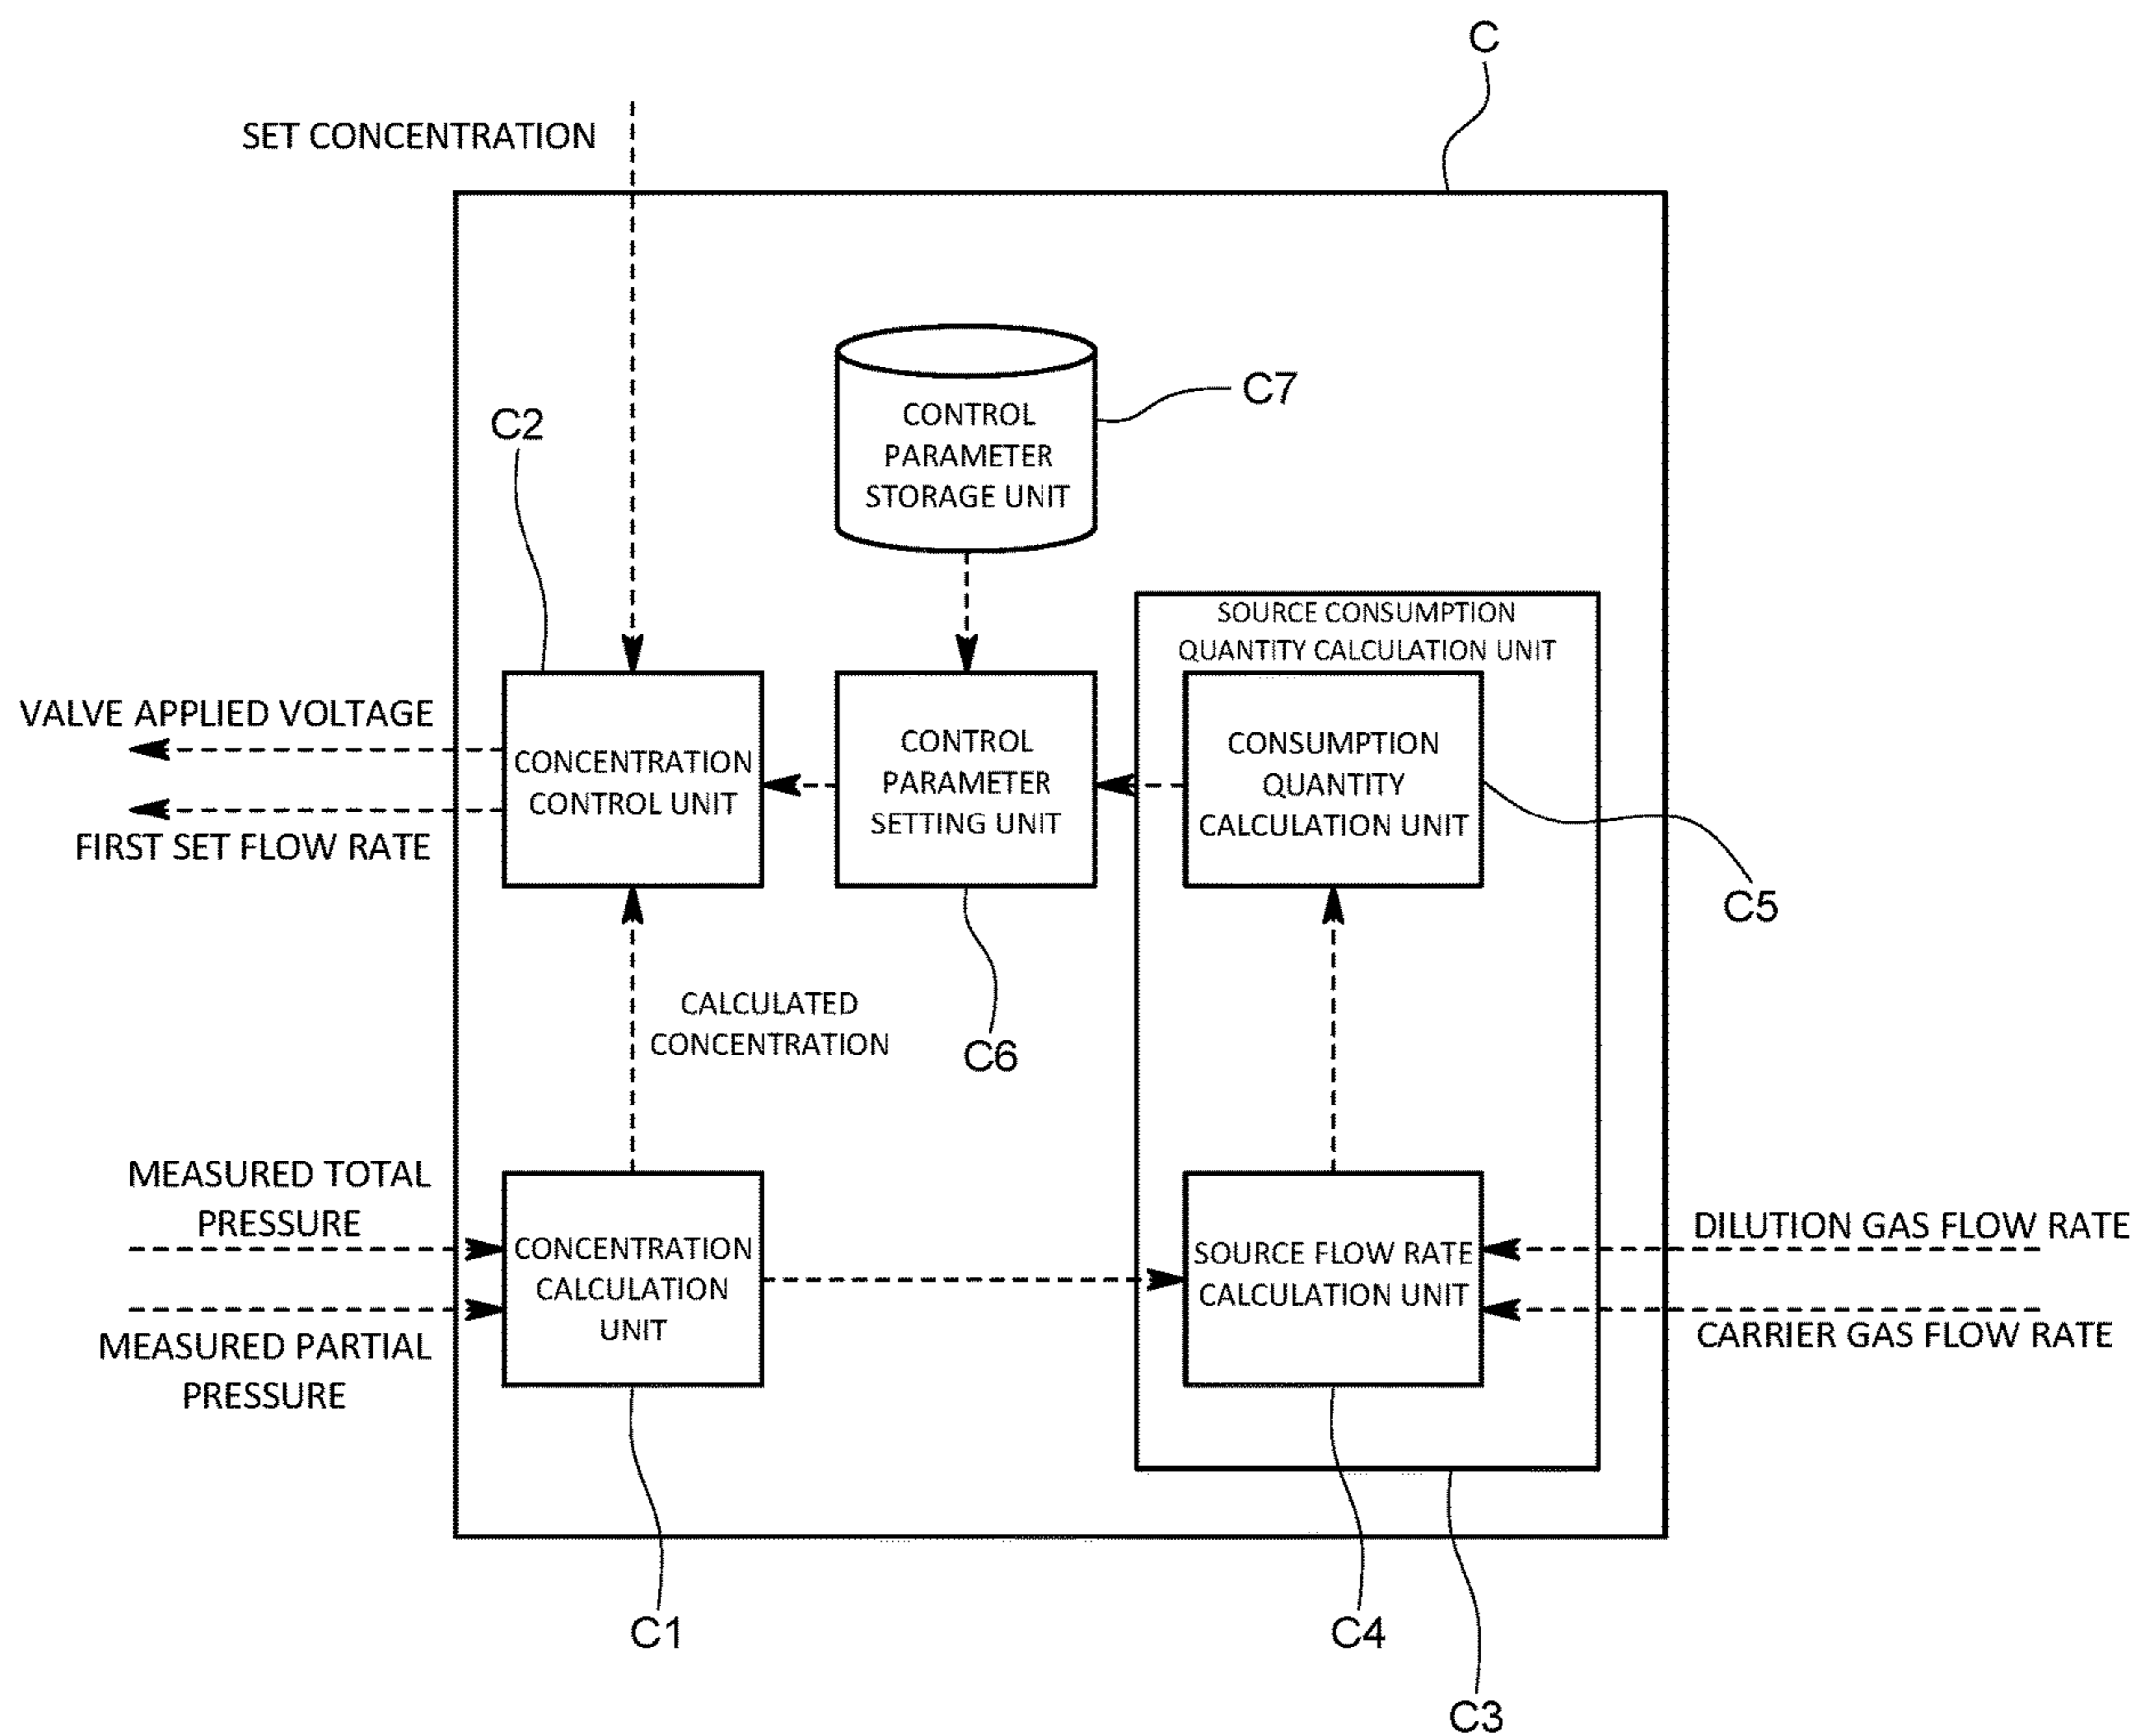 C
SET CONCENTRATION
C7
CONTROL
PARAMETER
STORAGE UNIT
C2
SOURCE CONSUMPTION
QUANTITY CALCULATION UNIT
VALVE APPLIED VOLTAGE
FIRST SET FLOW RATE
CONCENTRATION
CONTROL UNIT
CONTROL
PARAMETER
SETTING UNIT
CONSUMPTION
QUANTITY
CALCULATION UNIT
C5
CALCULATED
CONCENTRATION
C6
MEASURED TOTAL
PRESSURE
MEASURED PARTIAL
PRESSURE
CONCENTRATION
CALCULATION
UNIT
SOURCE FLOW RATE
CALCULATION UNIT
DILUTION GAS FLOW RATE
CARRIER GAS FLOW RATE
C1
C4
C3